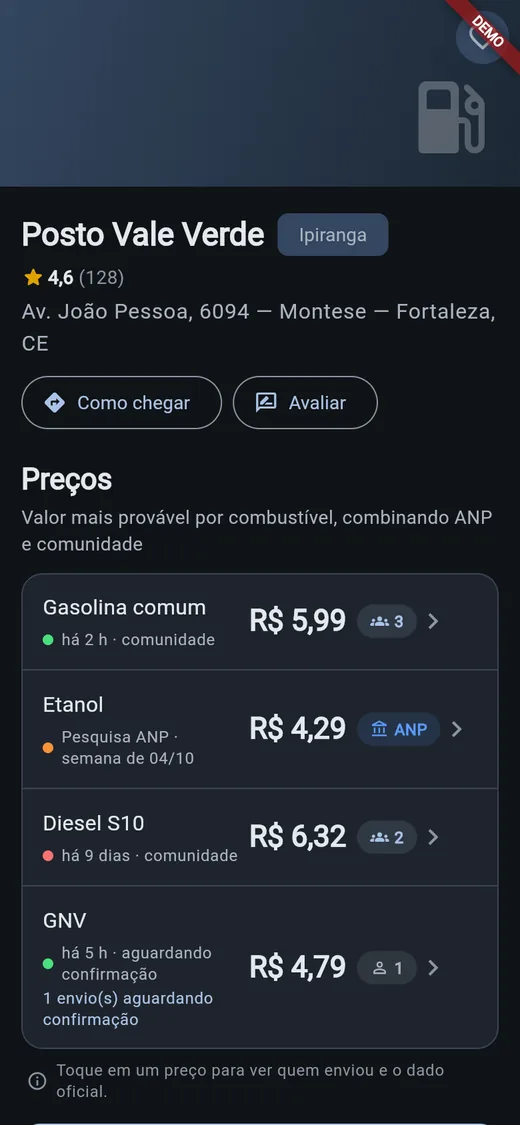 DEMO
Posto Vale Verde
Ipiranga
4,6 (128)
Av. João Pessoa, 6094 — Montese — Fortaleza,
CE
Como chegar
Avaliar
Preços
Valor mais provável por combustível, combinando ANP
e comunidade
Gasolina comum
há 2 h · comunidade
R$ 5,99
3
Etanol
Pesquisa ANP ·
semana de 04/10
R$ 4,29
ANP
Diesel S10
há 9 dias · comunidade
R$ 6,32
2
GNV
há 5 h · aguardando
confirmação
1 envio(s) aguardando
confirmação
R$ 4,79
1
Toque em um preço para ver quem enviou e o dado
oficial.